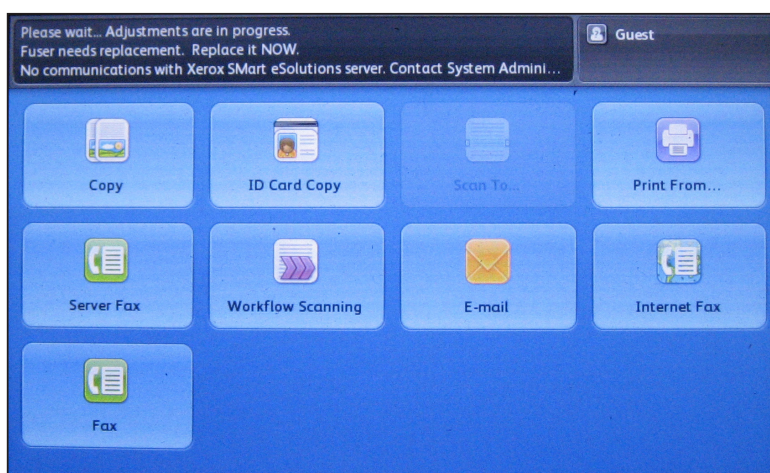 Please wait... Adjustments are in progress.
Fuser needs replacement. Replace it NOW.
No communications with Xerox SMart eSolutions server. Contact System Admini...
Guest
Copy
ID Card Copy
Scan To...
Print From...
Server Fax
Workflow Scanning
E-mail
Internet Fax
Fax